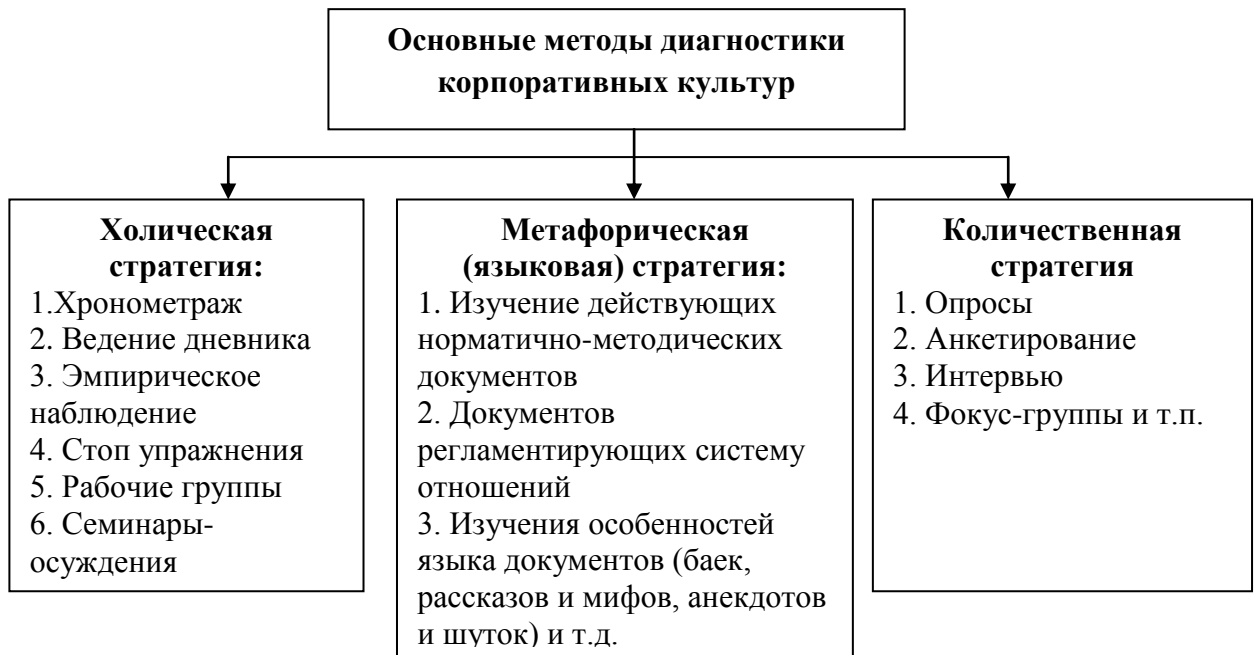 Основные методы диагностики
корпоративных культур
Холическая
стратегия:
1.Хронометраж
2. Ведение дневника
3. Эмпирическое
наблюдение
4. Стоп упражнения
5. Рабочие группы
6. Семинары-
осуждения
Метафорическая
(языковая) стратегия:
1. Изучение действующих
норматично-методических
документов
2. Документов
регламентирующих систему
отношений
3. Изучения особенностей
языка документов (баек,
рассказов и мифов, анекдотов
и шуток) и т.д.
Количественная
стратегия
1. Опросы
2. Анкетирование
3. Интервью
4. Фокус-группы и т.п.